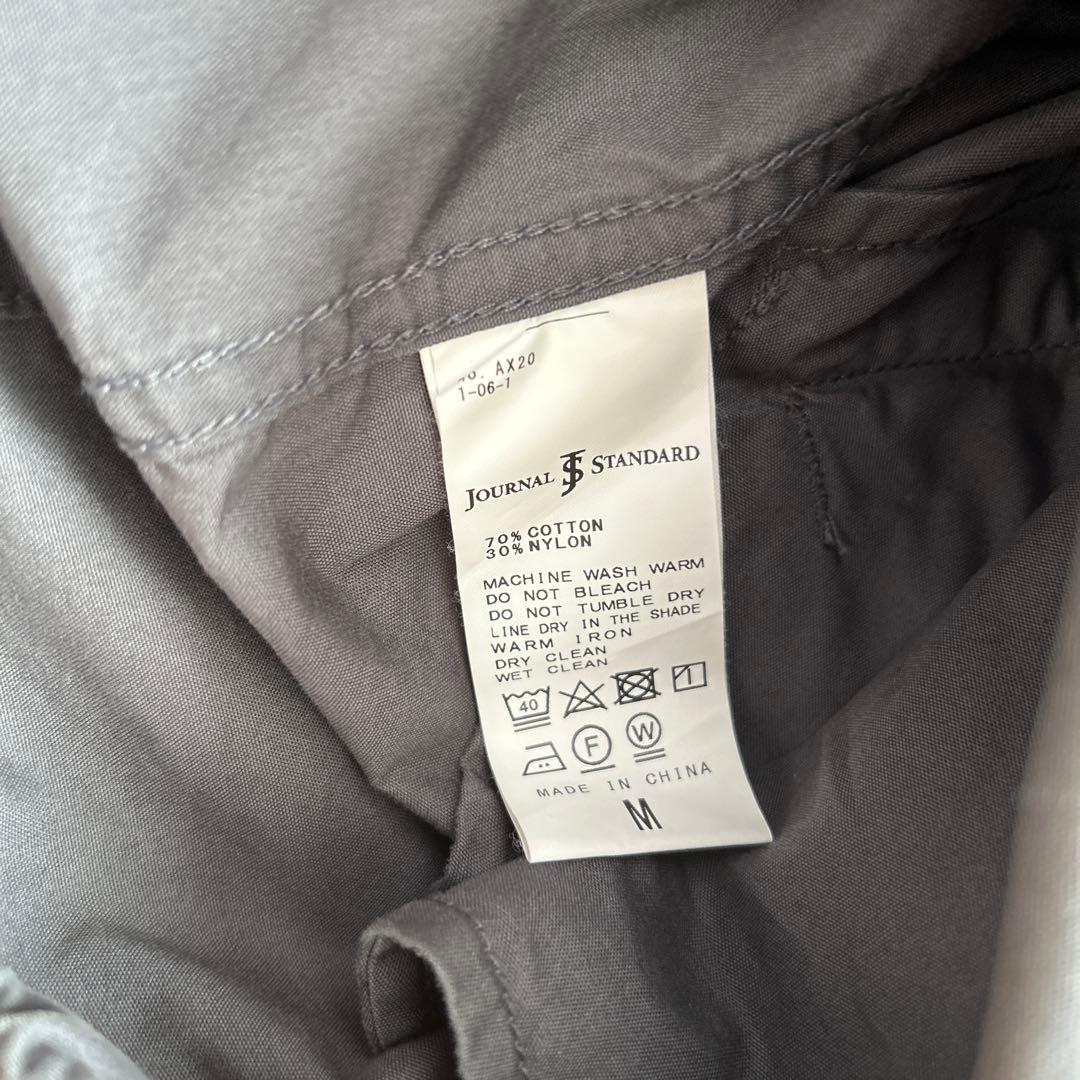 AX20
1-06-1
JOURNAL JS STANDARD
70% COTTON
30% NYLON
MACHINE WASH WARM
DO NOT BLEACH
DO NOT TUMBLE DRY
LINE DRY IN THE SHADE
WARM IRON
DRY CLEAN
WET CLEAN
40
F W
MADE IN CHINA
M